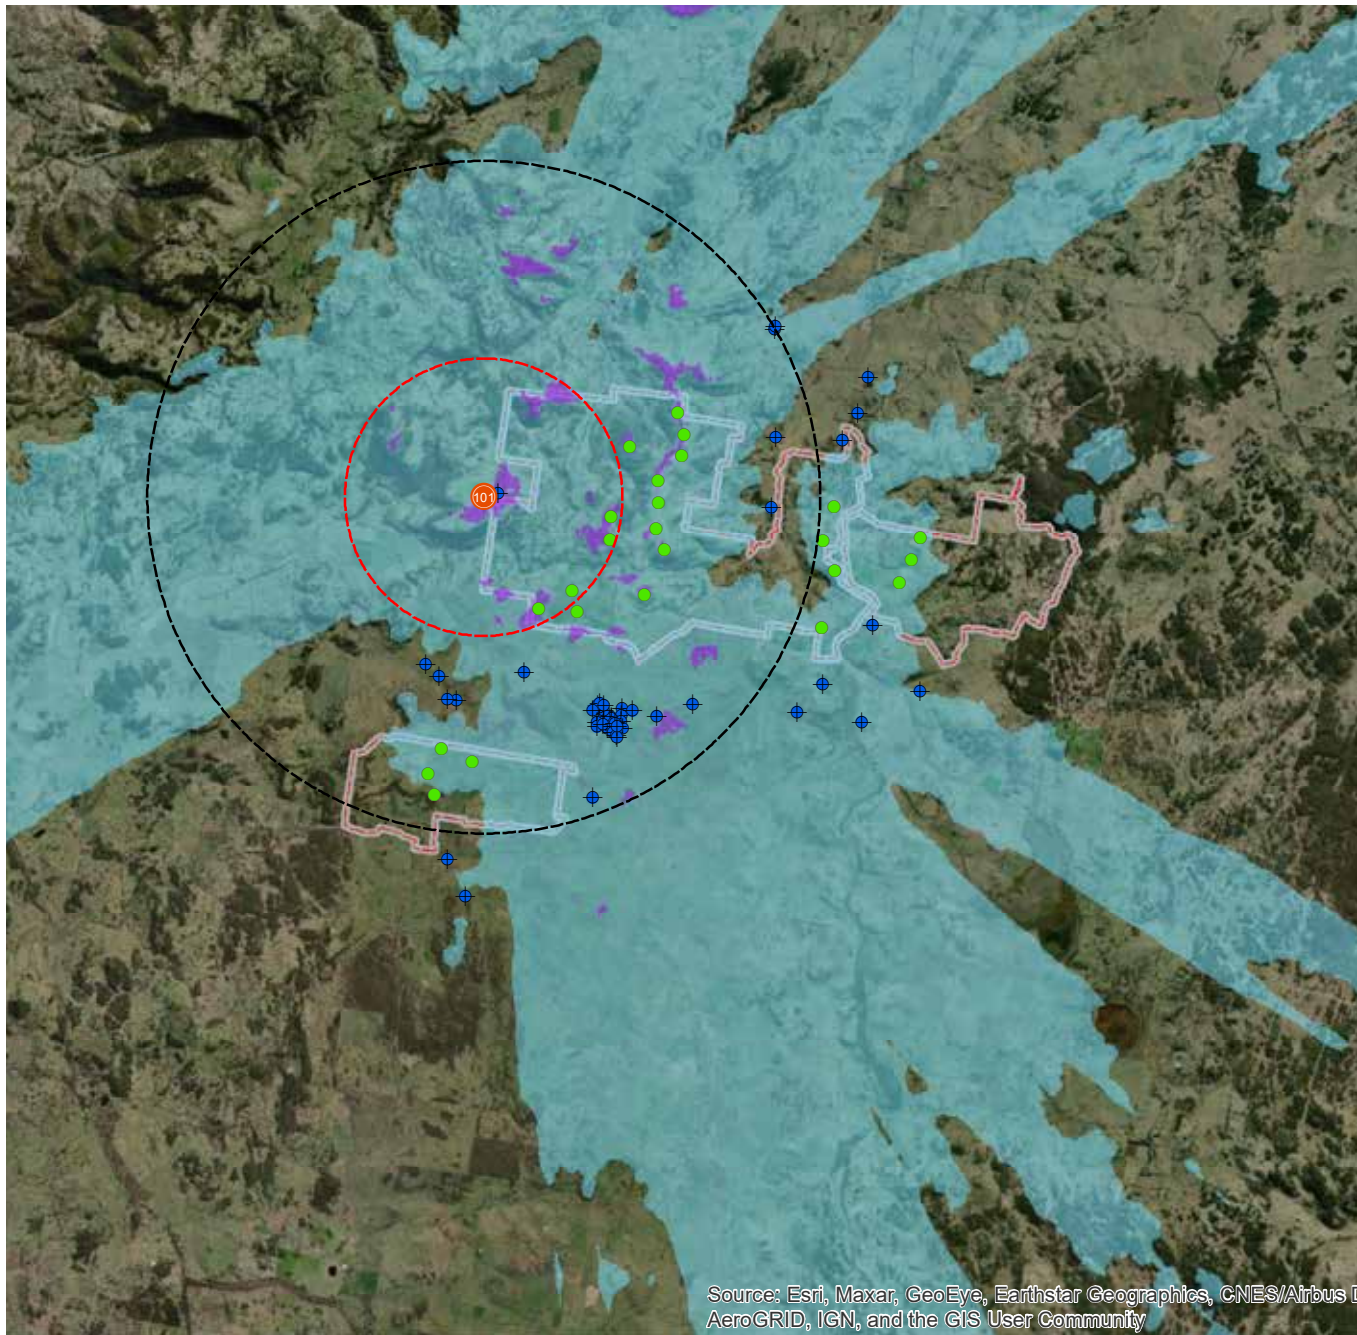 101
Source: Esri, Maxar, GeoEye, Earthstar Geographics, CNES/Airbus D
AeroGRID, IGN, and the GIS User Community